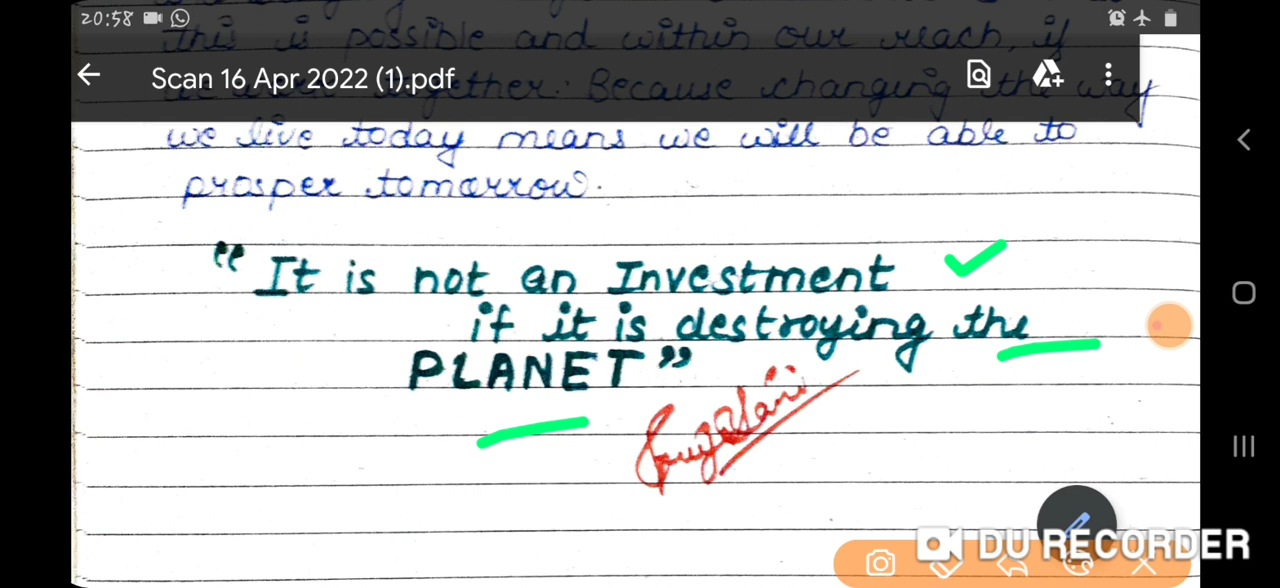 20:58
this is possible and within our reach, if
Scan 16 Apr 2022 (1).pdf
together. Because changing the way
we live today means we will be able to
prosper tomorrow.
“It is not an Investment
if it is destroying the
PLANET”
DU RECORDER